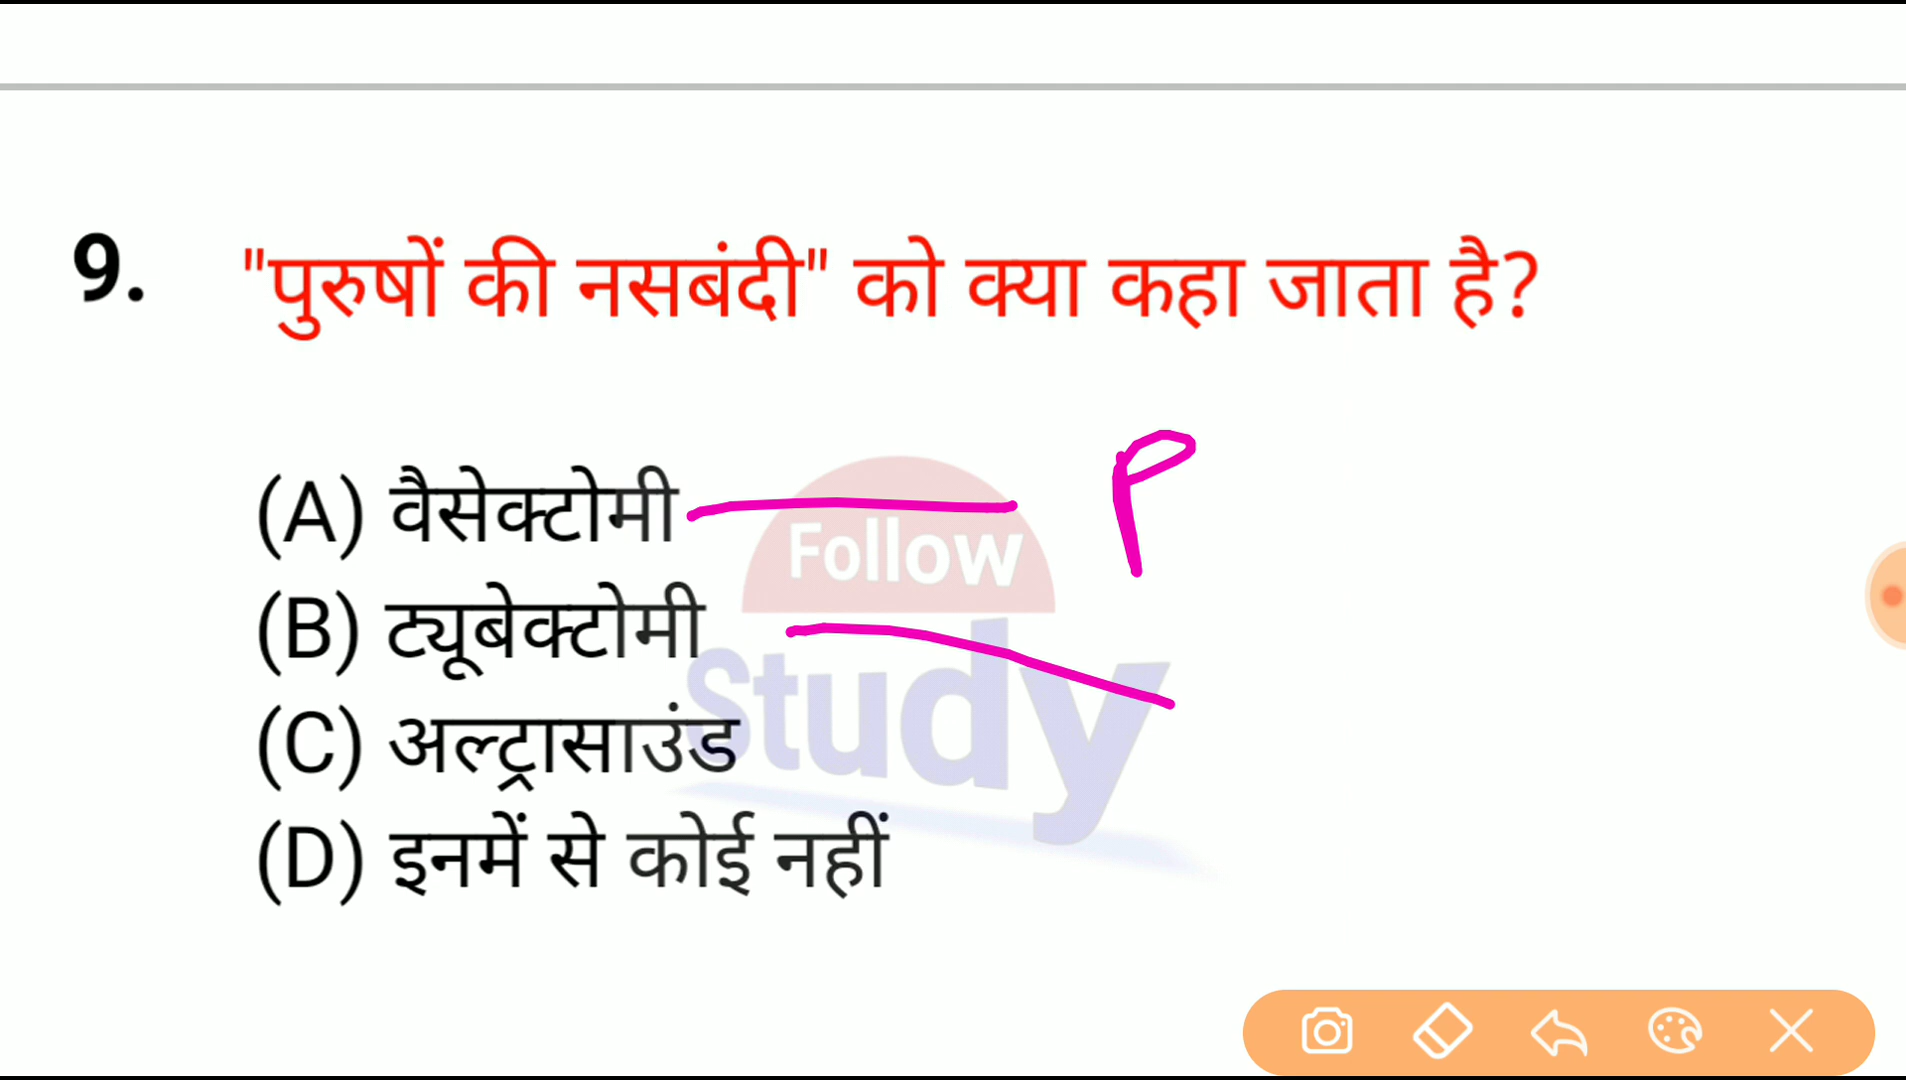 9. "पुरुषों की नसबंदी" को क्या कहा जाता है?
(A) वैसेक्टोमी
P
Follow
(B) ट्यूबेक्टोमी
Study
(C) अल्ट्रासाउंड
(D) इनमें से कोई नहीं